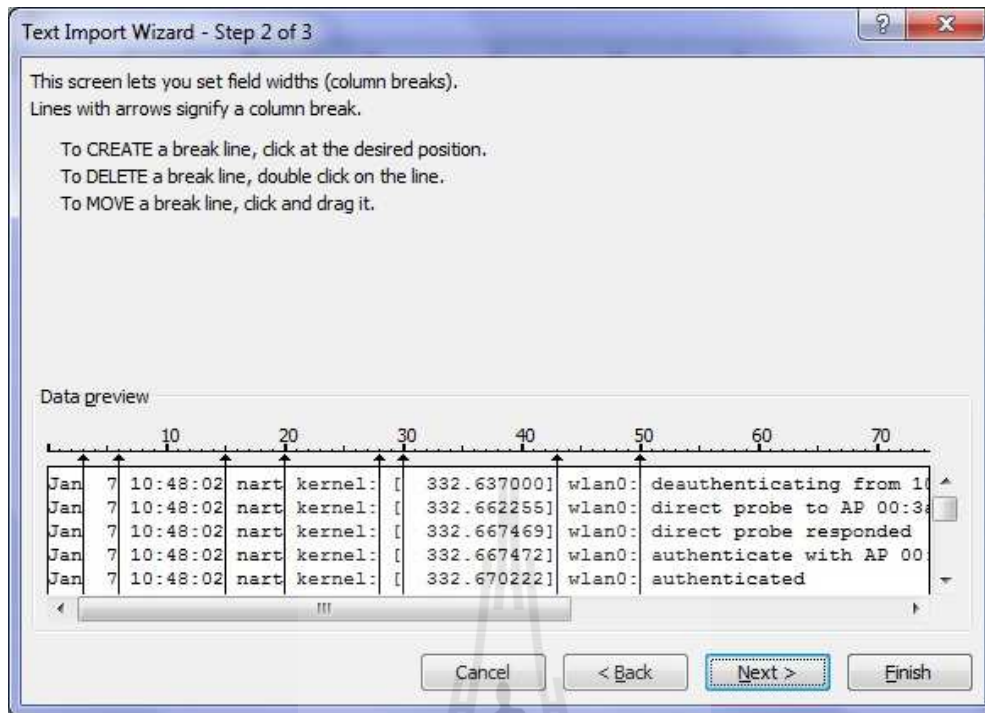 Text Import Wizard - Step 2 of 3
This screen lets you set field widths (column breaks).
Lines with arrows signify a column break.
To CREATE a break line, click at the desired position.
To DELETE a break line, double click on the line.
To MOVE a break line, click and drag it.
Data preview
10 20 30 40 50 60 70
Jan 7 10:48:02 nart kernel: [ 332.637000] wlan0: deauthenticating from
Jan 7 10:48:02 nart kernel: [ 332.662255] wlan0: direct probe to AP 00:3a
Jan 7 10:48:02 nart kernel: [ 332.667469] wlan0: direct probe responded
Jan 7 10:48:02 nart kernel: [ 332.667472] wlan0: authenticate with AP 00:
Jan 7 10:48:02 nart kernel: [ 332.670222] wlan0: authenticated
Cancel < Back Next > Finish